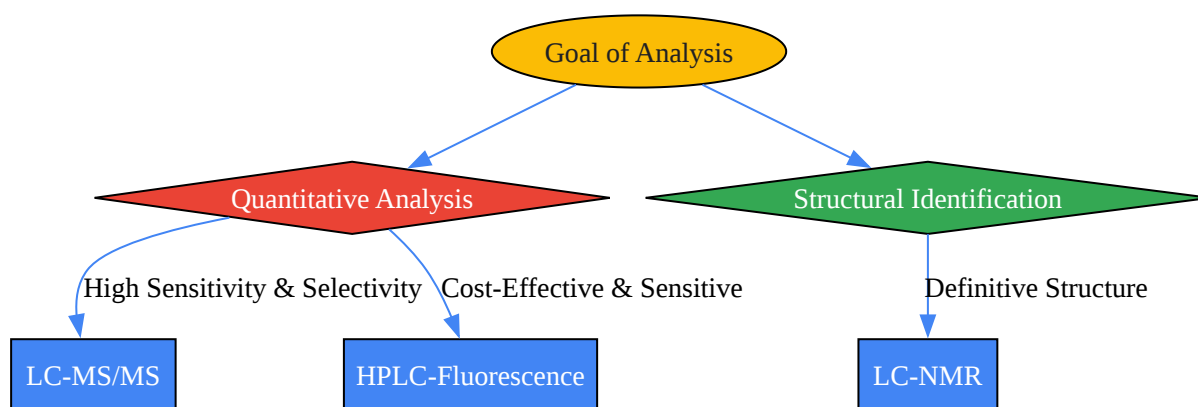 Goal of Analysis
Quantitative Analysis
Structural Identification
High Sensitivity & Selectivity
Cost-Effective & Sensitive
Definitive Structure
LC-MS/MS
HPLC-Fluorescence
LC-NMR